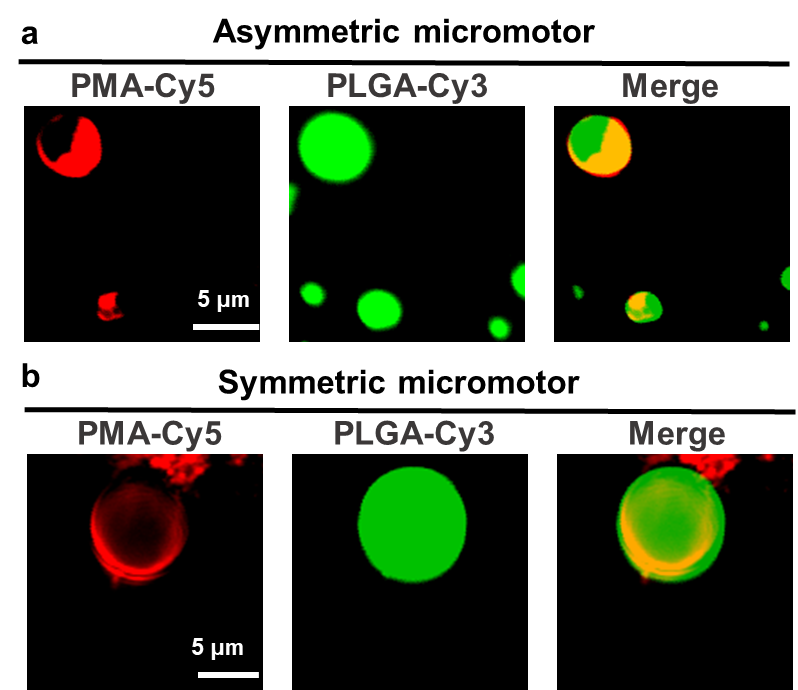 a
Asymmetric micromotor
PMA-Cy5 PLGA-Cy3 Merge
5 μm
b
Symmetric micromotor
PMA-Cy5 PLGA-Cy3 Merge
5 μm